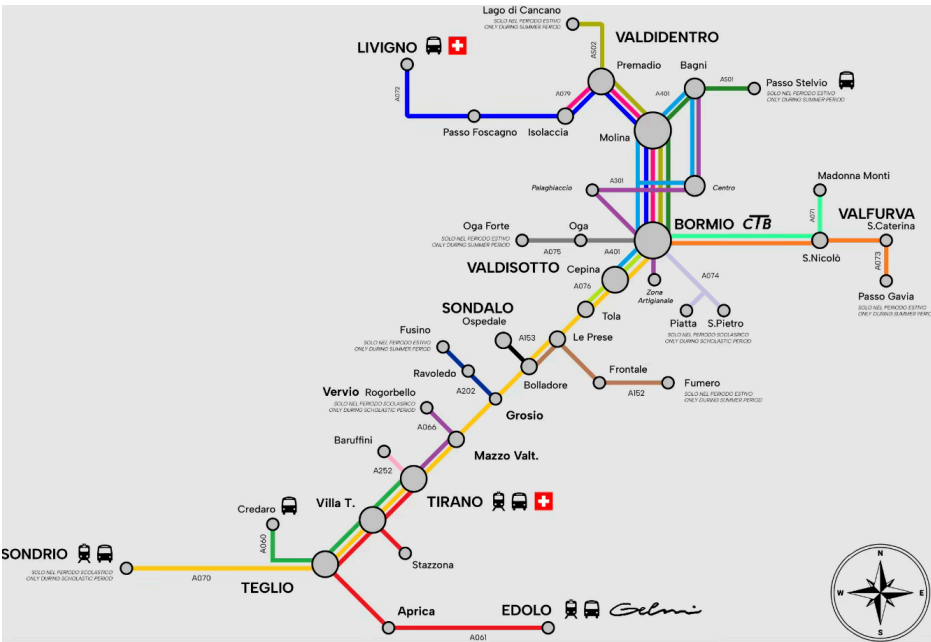 Lago di Cancano
SOLO NEL PERIODO ESTIVO
ONLY DURING SUMMER PERIOD
A502
VALDIDENTRO
LIVIGNO
Premadio
Bagni
A072
A079
A401
A501
Passo Stelvio
SOLO NEL PERIODO ESTIVO
ONLY DURING SUMMER PERIOD
Passo Foscagno
Isolaccia
Molina
Palaghiaccio
A301
Centro
Madonna Monti
A071
VALFURVA
S.Caterina
Oga Forte
SOLO NEL PERIODO ESTIVO
ONLY DURING SUMMER PERIOD
Oga
BORMIO CTB
A075
A401
S.Nicolò
A073
VALDISOTTO
Cepina
A076
A074
Zona
Artigianale
Passo Gavia
SOLO NEL PERIODO ESTIVO
ONLY DURING SUMMER PERIOD
SONDALO
Ospedale
Tola
Piatta
S.Pietro
SOLO NEL PERIODO SCOLASICO
ONLY DURING SCHOLASTIC PERIOD
Fusino
SOLO NEL PERIODO ESTIVO
ONLY DURING SUMMER PERIOD
A153
Le Prese
Ravoledo
Bolladore
Frontale
Fumero
SOLO NEL PERIODO ESTIVO
ONLY DURING SUMMER PERIOD
A152
A202
Vervio Rogorbello
SOLO NEL PERIODO SCOLASICO
ONLY DURING SCHOLASTIC PERIOD
Grosio
A066
Baruffini
Mazzo Valt.
A252
Villa T.
TIRANO
Credaro
A060
SONDRIO
SOLO NEL PERIODO SCOLASTICO
ONLY DURING SCHOLASTIC PERIOD
Stazzona
A070
TEGLIO
Aprica
EDOLO
Gelmi
A061
N
W
E
S